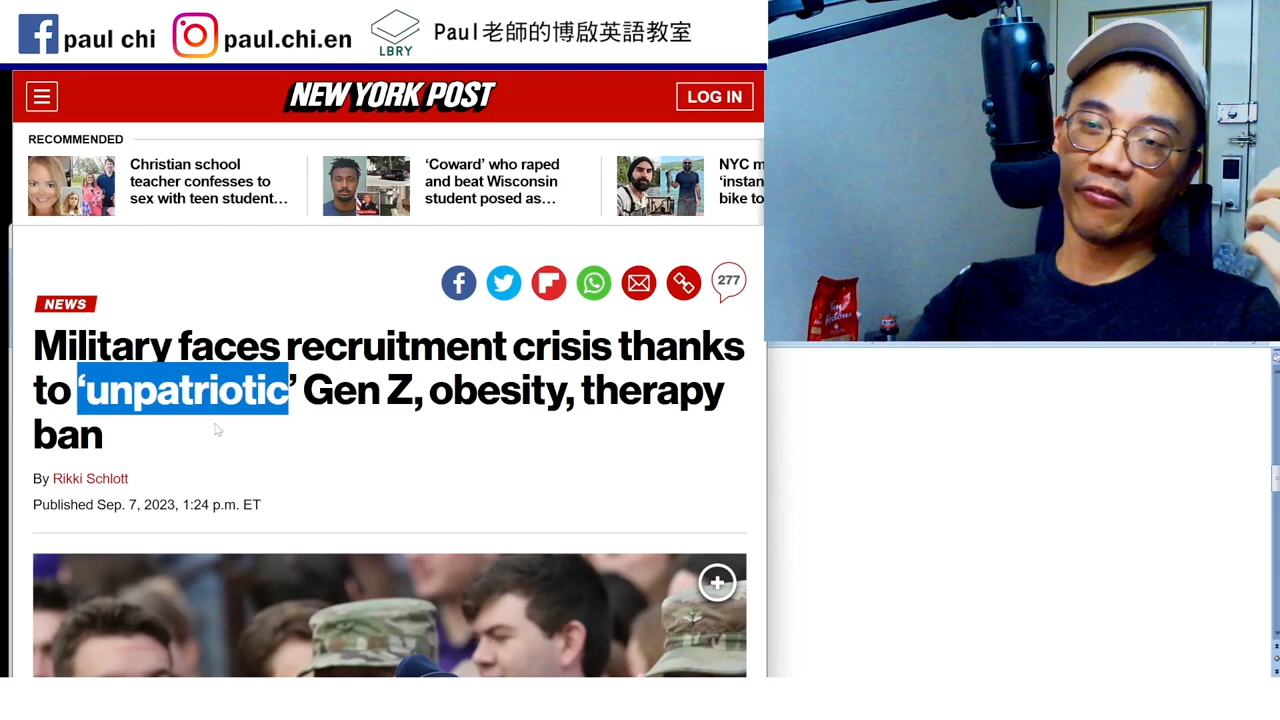 paul chi
paul.chi.en
LBRY
Paul老師的博啟英語教室
NEW YORK POST
LOG IN
RECOMMENDED
Christian school
teacher confesses to
sex with teen student…
‘Coward’ who raped
and beat Wisconsin
student posed as…
NYC m
‘instan
bike to
277
NEWS
Military faces recruitment crisis thanks
to ‘unpatriotic’ Gen Z, obesity, therapy
ban
By Rikki Schlott
Published Sep. 7, 2023, 1:24 p.m. ET
Tim
Hortons